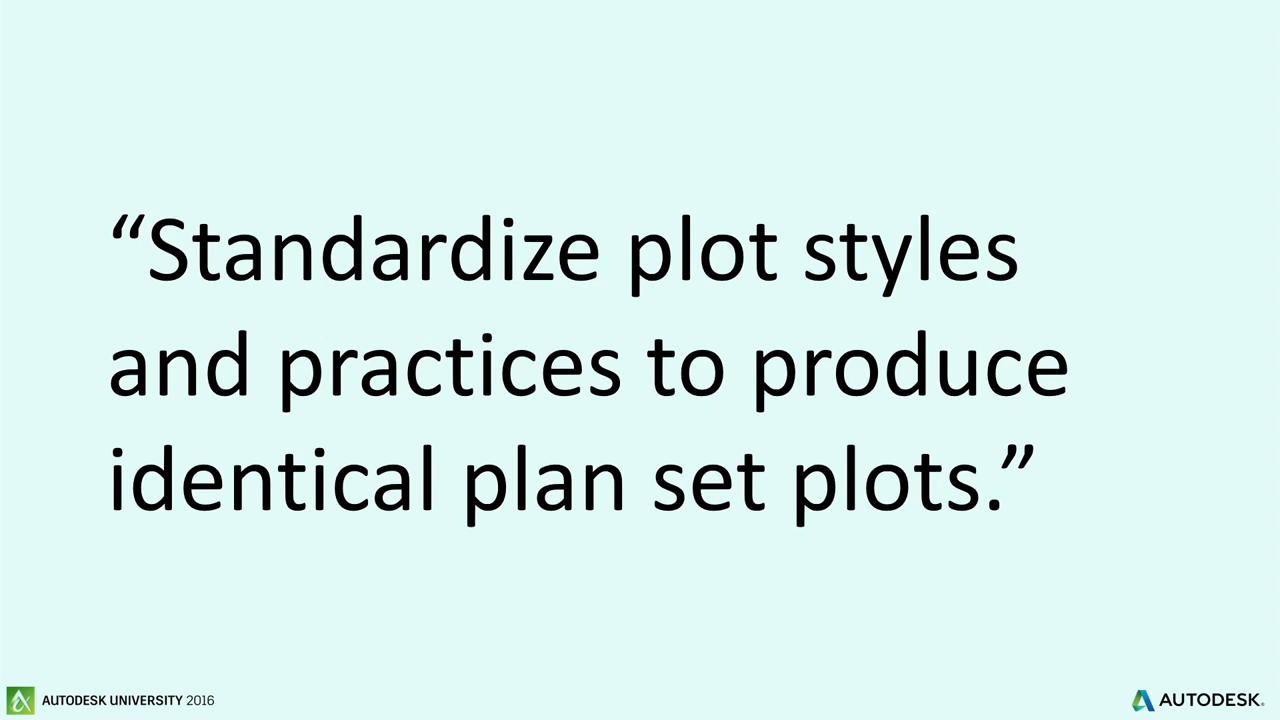 “Standardize plot styles
and practices to produce
identical plan set plots.”
AUTODESK UNIVERSITY 2016
AUTODESK®